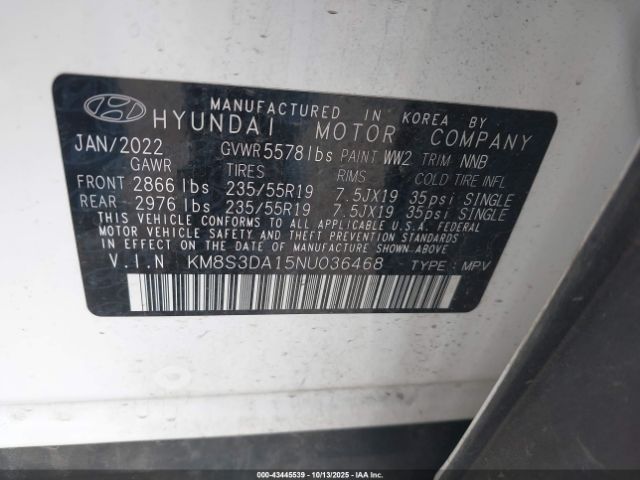 MANUFACTURED IN KOREA BY
HYUNDAI MOTOR COMPANY
JAN/2022 GVWR 5578 lbs PAINT WW2 TRIM NNB
GAWR TIRES RIMS COLD TIRE INFL
FRONT 2866 lbs 235/55R19 7.5JX19 35psi SINGLE
REAR 2976 lbs 235/55R19 7.5JX19 35psi SINGLE
THIS VEHICLE CONFORMS TO ALL APPLICABLE U.S.A. FEDERAL
MOTOR VEHICLE SAFETY AND THEFT PREVENTION STANDARDS
IN EFFECT ON THE DATE OF MANUFACTURE SHOWN ABOVE
V.I.N KM8S3DA15NU036468 TYPE : MPV
000-43445539 - 10/13/2025 - IAA Inc.